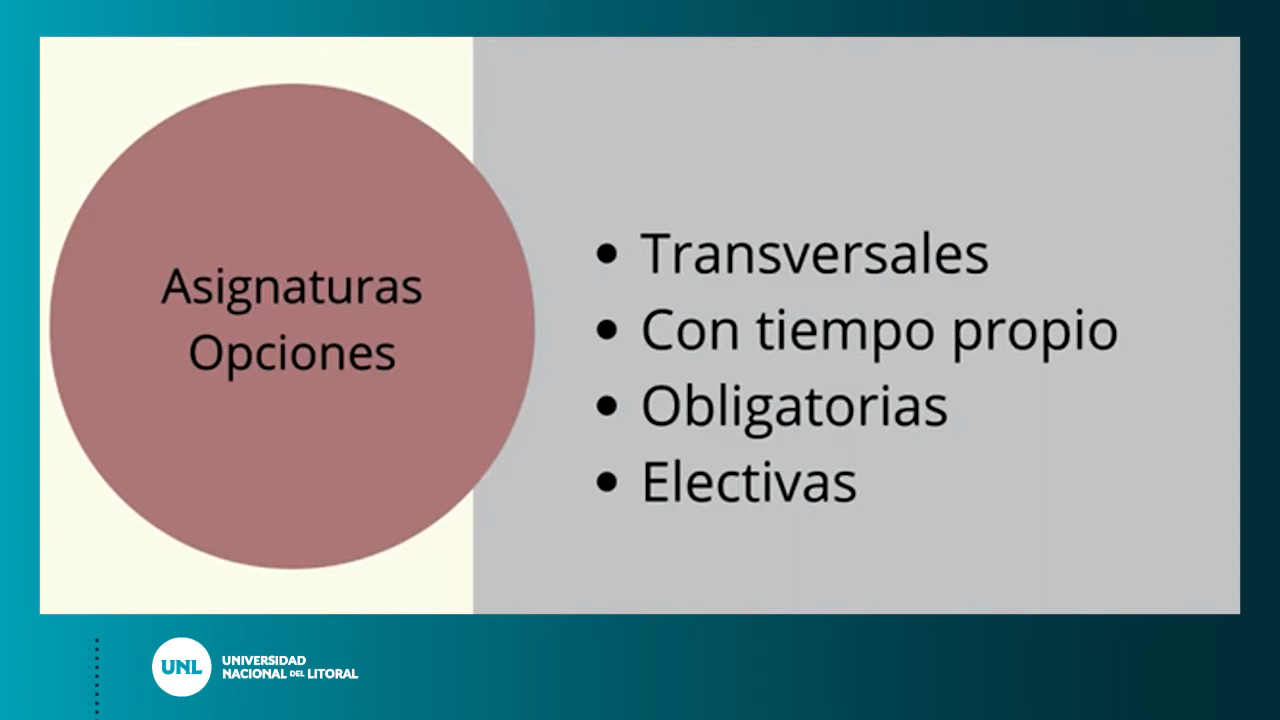 Asignaturas
Opciones
• Transversales
• Con tiempo propio
• Obligatorias
• Electivas
UNL
UNIVERSIDAD
NACIONAL DEL LITORAL